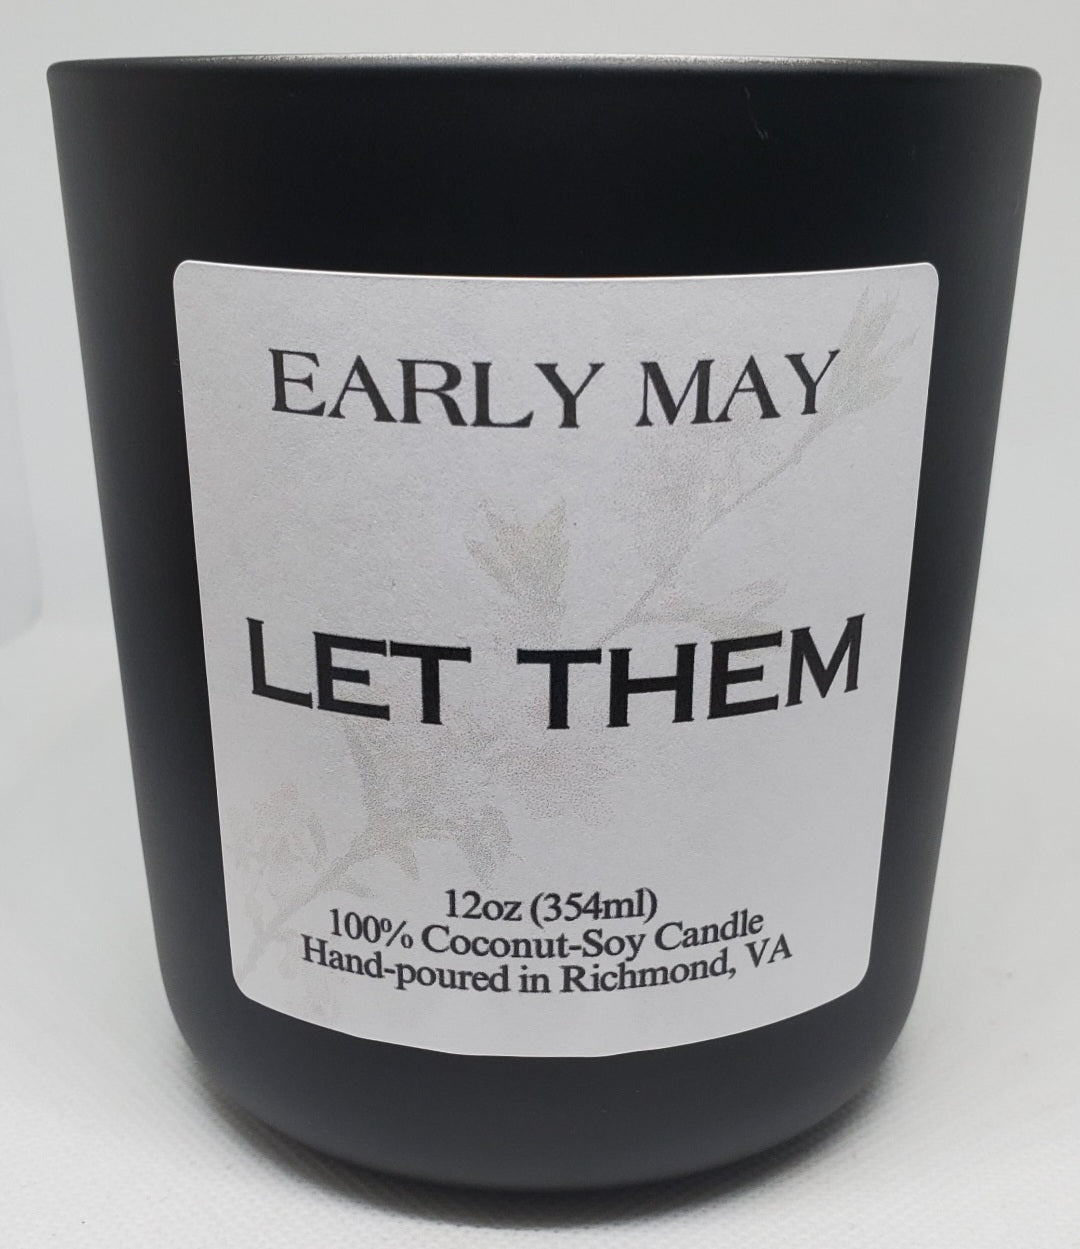 EARLY MAY
LET THEM
12oz (354ml)
100% Coconut-Soy Candle
Hand-poured in Richmond, VA